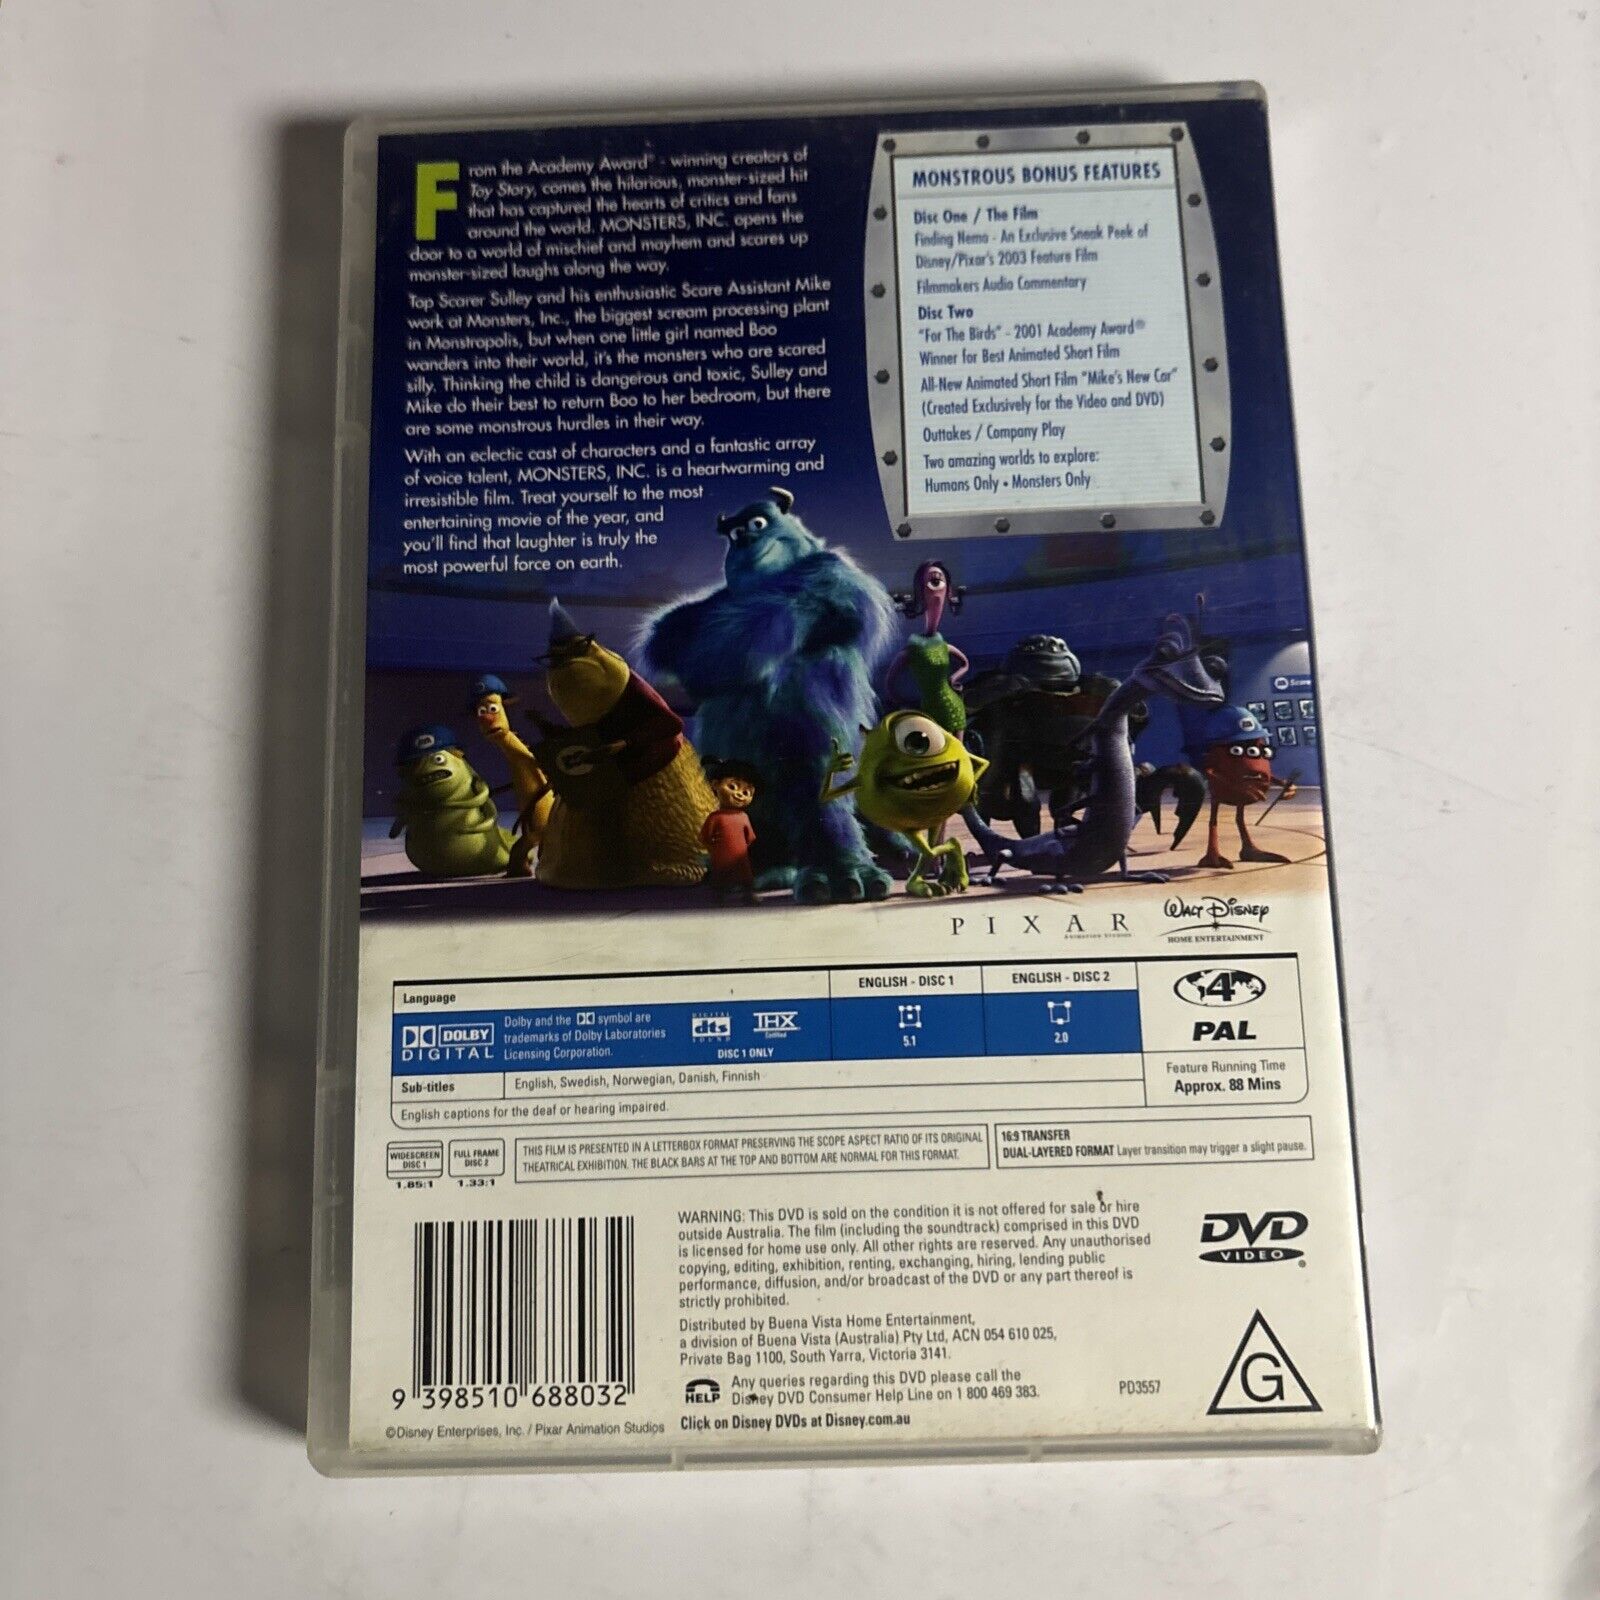 From the Academy Award® - winning creators of
Toy Story, comes the hilarious, monster-sized hit
that has captured the hearts of critics and fans
around the world. MONSTERS, INC. opens the
door to a world of mischief and mayhem and scares up
monster-sized laughs along the way.
Top Scarer Sulley and his enthusiastic Scare Assistant Mike
work at Monsters, Inc., the biggest scream processing plant
in Monstropolis, but when one little girl named Boo
wanders into their world, it's the monsters who are scared
silly. Thinking the child is dangerous and toxic, Sulley and
Mike do their best to return Boo to her bedroom, but there
are some monstrous hurdles in their way.
With an eclectic cast of characters and a fantastic array
of voice talent, MONSTERS, INC. is a heartwarming and
irresistible film. Treat yourself to the most
entertaining movie of the year, and
you'll find that laughter is truly the
most powerful force on earth.
MONSTROUS BONUS FEATURES
Disc One / The Film
Finding Nemo - An Exclusive Sneak Peek of
Disney/Pixar's 2003 Feature Film
Filmmakers Audio Commentary
Disc Two
"For The Birds" - 2001 Academy Award®
Winner for Best Animated Short Film
All-New Animated Short Film "Mike's New Car"
(Created Exclusively for the Video and DVD)
Outtakes / Company Play
Two amazing worlds to explore:
Humans Only • Monsters Only
Score
PIXAR
Animation Studios
WALT DISNEY
HOME ENTERTAINMENT
Language
ENGLISH - DISC 1
ENGLISH - DISC 2
DOLBY
DIGITAL
Dolby and the DD symbol are
trademarks of Dolby Laboratories
Licensing Corporation.
DIGITAL
dts
SOUND
THX
Certified
DISC 1 ONLY
5.1
2.0
4
PAL
Feature Running Time
Approx. 88 Mins
Sub-titles
English, Swedish, Norwegian, Danish, Finnish
English captions for the deaf or hearing impaired.
WIDESCREEN
DISC 1
1.85:1
FULL FRAME
DISC 2
1.33:1
THIS FILM IS PRESENTED IN A LETTERBOX FORMAT PRESERVING THE SCOPE ASPECT RATIO OF ITS ORIGINAL
THEATRICAL EXHIBITION. THE BLACK BARS AT THE TOP AND BOTTOM ARE NORMAL FOR THIS FORMAT.
16:9 TRANSFER
DUAL-LAYERED FORMAT Layer transition may trigger a slight pause.
WARNING: This DVD is sold on the condition it is not offered for sale or hire
outside Australia. The film (including the soundtrack) comprised in this DVD
is licensed for home use only. All other rights are reserved. Any unauthorised
copying, editing, exhibition, renting, exchanging, hiring, lending public
performance, diffusion, and/or broadcast of the DVD or any part thereof is
strictly prohibited.
Distributed by Buena Vista Home Entertainment,
a division of Buena Vista (Australia) Pty Ltd, ACN 054 610 025,
Private Bag 1100, South Yarra, Victoria 3141.
HELP
Any queries regarding this DVD please call the
Disney DVD Consumer Help Line on 1 800 469 383.
Click on Disney DVDs at Disney.com.au
PD3557
DVD
VIDEO
G
9 398510 688032
©Disney Enterprises, Inc. / Pixar Animation Studios